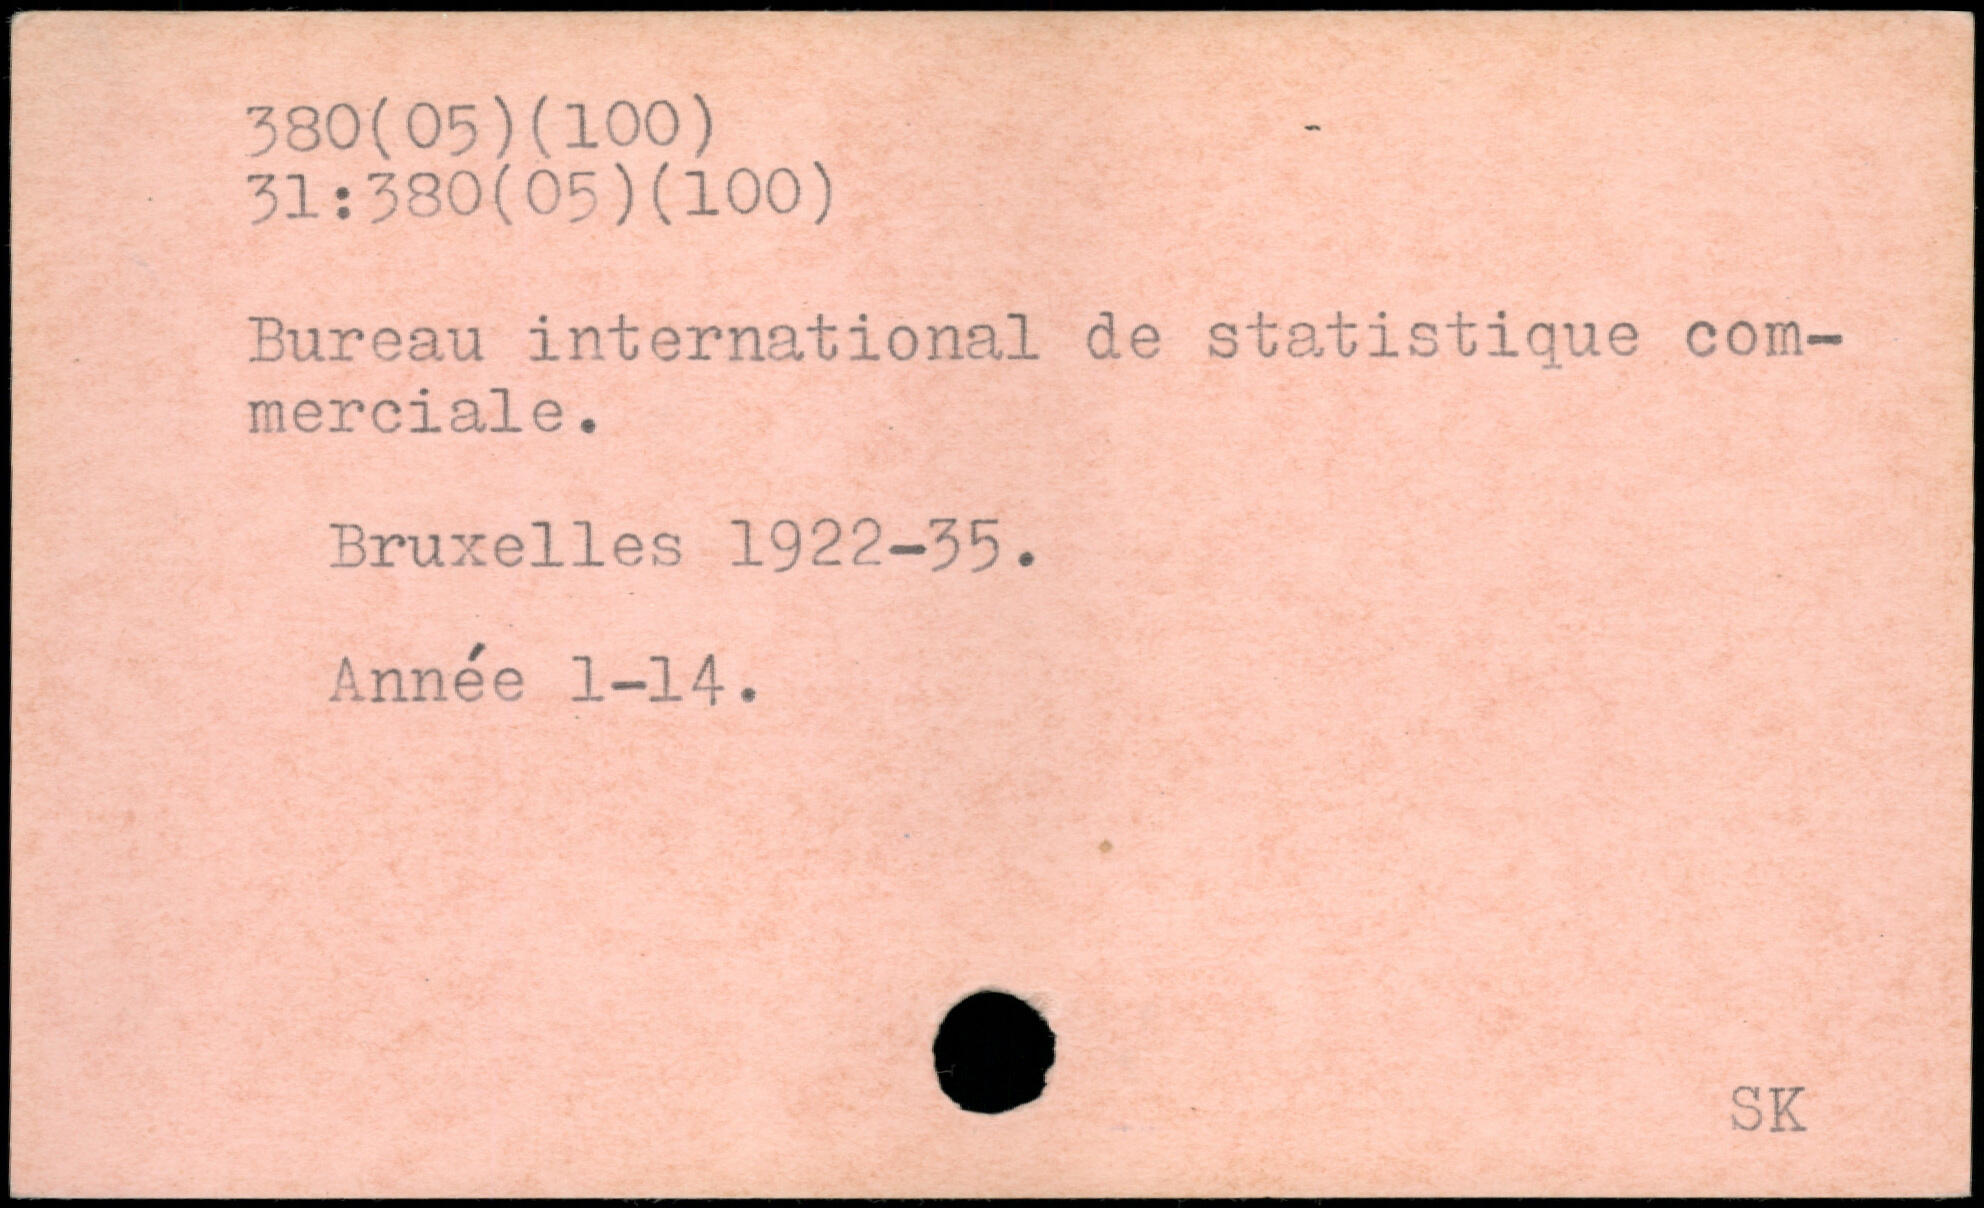 380(05)(100)
31:380(05)(100)
Bureau international de statistique com-
merciale.
Bruxelles 1922-35.
Année 1-14.
SK